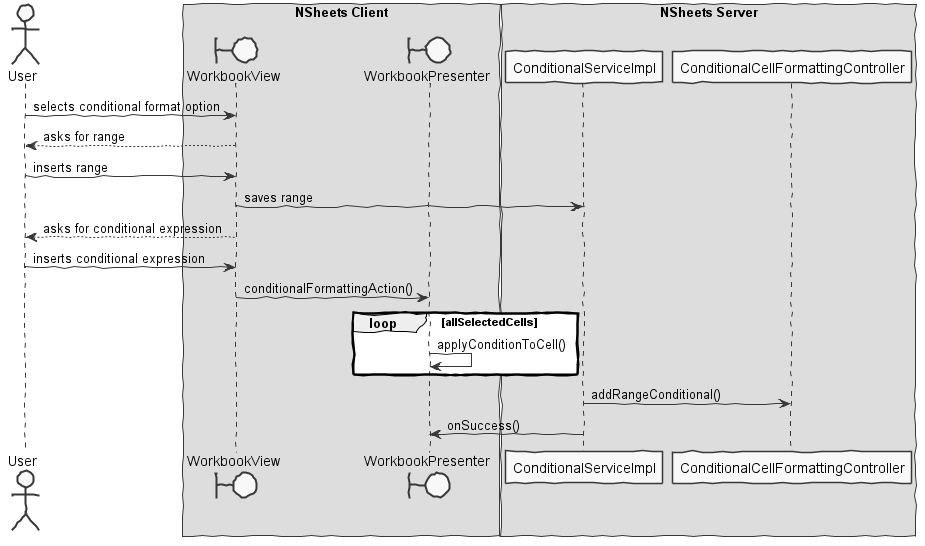 NSheets Client
NSheets Server
User
WorkbookView
WorkbookPresenter
ConditionalServiceImpl
ConditionalCellFormattingController
selects conditional format option
asks for range
inserts range
saves range
asks for conditional expression
inserts conditional expression
conditionalFormattingAction()
loop
[allSelectedCells]
applyConditionToCell()
addRangeConditional()
onSuccess()
User
WorkbookView
WorkbookPresenter
ConditionalServiceImpl
ConditionalCellFormattingController